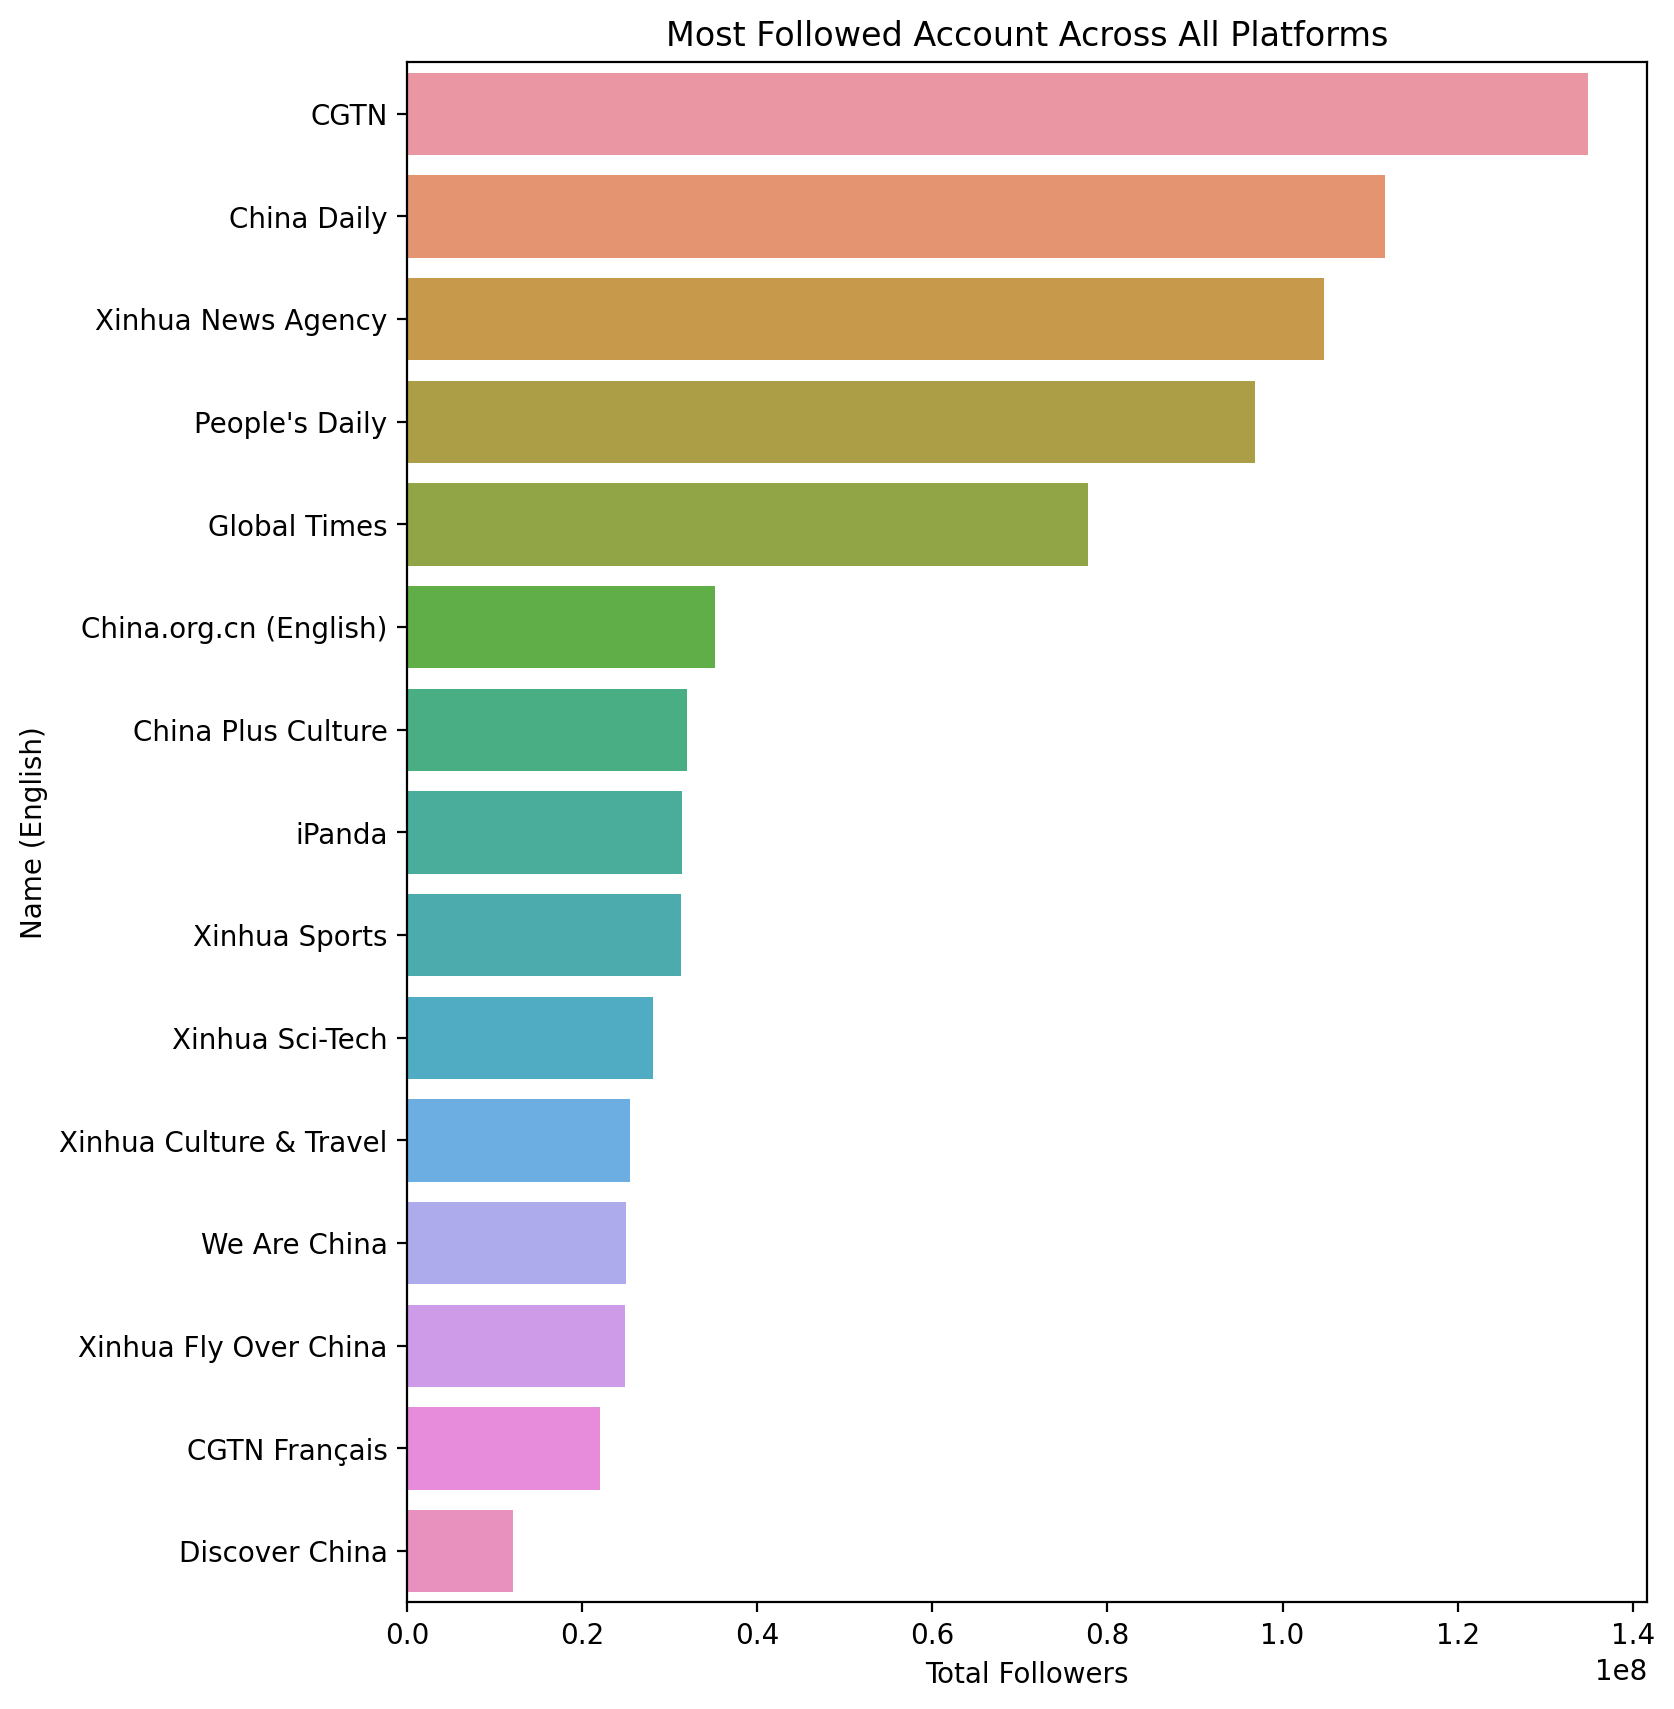 Most Followed Account Across All Platforms
CGTN
China Daily
Xinhua News Agency
People's Daily
Global Times
China.org.cn (English)
China Plus Culture
iPanda
Xinhua Sports
Xinhua Sci-Tech
Xinhua Culture & Travel
We Are China
Xinhua Fly Over China
CGTN Français
Discover China
Name (English)
0.0 0.2 0.4 0.6 0.8 1.0 1.2 1.4
1e8
Total Followers